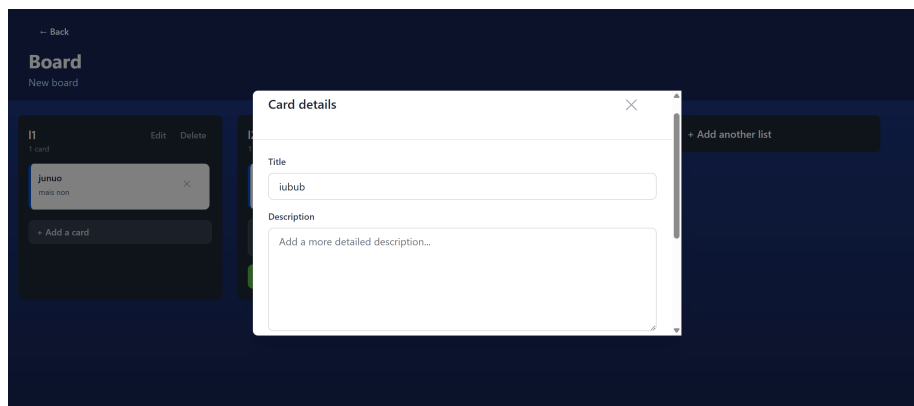 ← Back
Board
New board
l1
Edit Delete
1 card
junuo
mais non
+ Add a card
+ Add another list
Card details
Title
iubub
Description
Add a more detailed description...